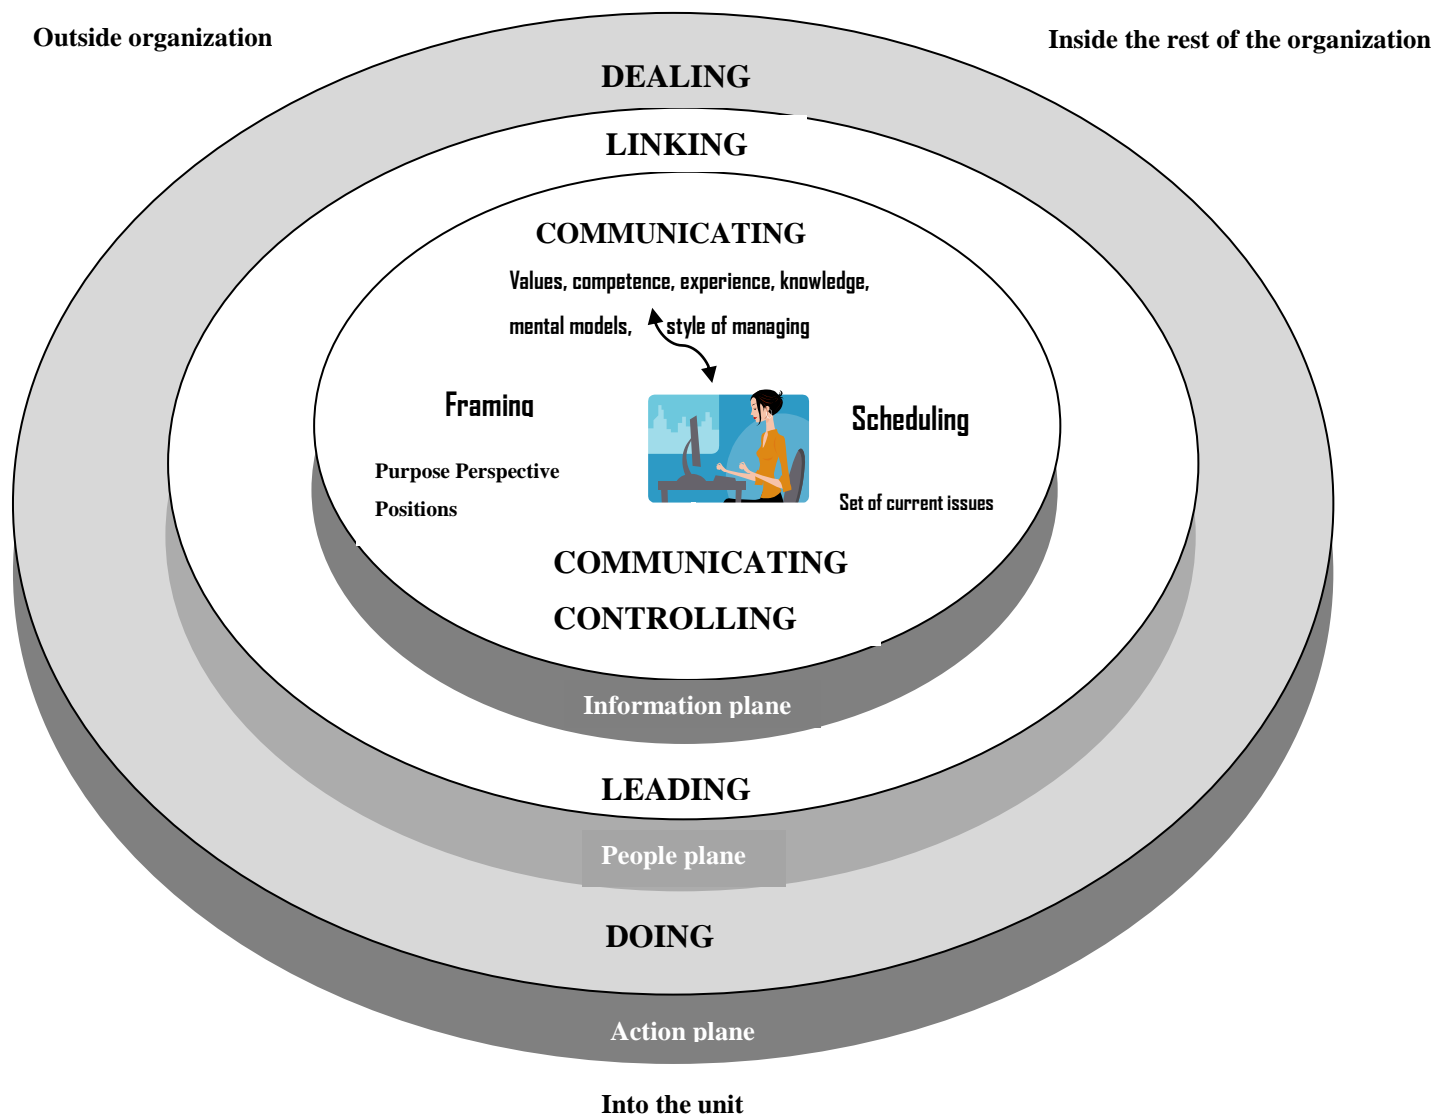 Outside organization
Inside the rest of the organization
DEALING
LINKING
COMMUNICATING
Values, competence, experience, knowledge,
mental models, style of managing
Framing
Scheduling
Purpose Perspective
Positions
Set of current issues
COMMUNICATING
CONTROLLING
Information plane
LEADING
People plane
DOING
Action plane
Into the unit